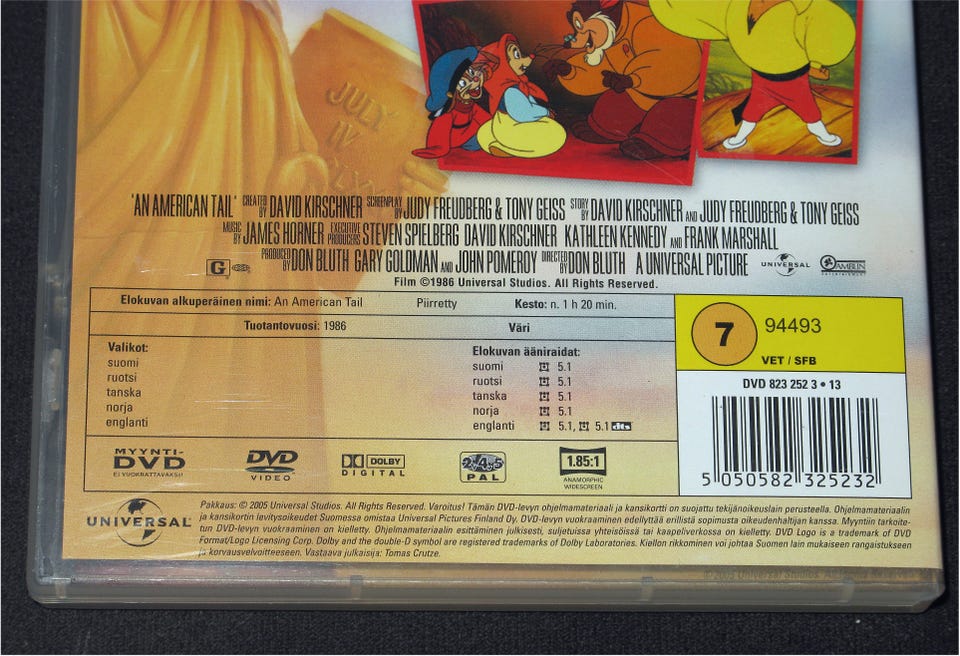 JULY
IV
'AN AMERICAN TAIL' CREATED BY DAVID KIRSCHNER SCREENPLAY BY JUDY FREUDBERG & TONY GEISS STORY BY DAVID KIRSCHNER AND JUDY FREUDBERG & TONY GEISS
MUSIC BY JAMES HORNER EXECUTIVE PRODUCERS STEVEN SPIELBERG DAVID KIRSCHNER KATHLEEN KENNEDY AND FRANK MARSHALL
G PRODUCED BY DON BLUTH GARY GOLDMAN AND JOHN POMEROY DIRECTED BY DON BLUTH A UNIVERSAL PICTURE UNIVERSAL AMBLIN
Film ©1986 Universal Studios. All Rights Reserved.
Elokuvan alkuperäinen nimi: An American Tail Piirretty Kesto: n. 1 h 20 min.
Tuotantovuosi: 1986 Väri
7 94493
VET / SFB
Valikot:
suomi
ruotsi
tanska
norja
englanti
Elokuvan ääniraidat:
suomi 5.1
ruotsi 5.1
tanska 5.1
norja 5.1
englanti 5.1, 5.1 dts
DVD 823 252 3 • 13
5 050582 325232
MYYNTI-
DVD
EI VUOKRATTAVAKSI!
DVD
VIDEO
DOLBY
DIGITAL
2.4.5
PAL
1.85:1
ANAMORPHIC
WIDESCREEN
UNIVERSAL
Pakkaus: © 2005 Universal Studios. All Rights Reserved. Varoitus! Tämän DVD-levyn ohjelmamateriaali ja kansikortti on suojattu tekijänoikeuslain perusteella. Ohjelmamateriaalin
ja kansikortin levitysoikeudet Suomessa omistaa Universal Pictures Finland Oy. DVD-levyn vuokraaminen edellyttää erillistä sopimusta oikeudenhaltijan kanssa. Myyntiin tarkoite-
tun DVD-levyn vuokraaminen on kielletty. Ohjelmamateriaalin esittäminen julkisesti, suljetuissa yhteisöissä tai kaapeliverkossa on kielletty. DVD Logo is a trademark of DVD
Format/Logo Licensing Corp. Dolby and the double-D symbol are registered trademarks of Dolby Laboratories. Kiellon rikkominen voi johtaa Suomen lain mukaiseen rangaistukseen
ja korvausvelvoitteeseen. Vastaava julkaisija: Tomas Crutze.
© 2005 Universal Studios. All Rights Reserved.